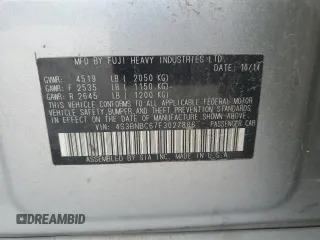 MFD BY FUJI HEAVY INDUSTRIES LTD.
DATE 10/14
GVWR: 4519 LB ( 2050 KG)
GAWR: F 2535 LB ( 1150 KG)
GAWR: R 2645 LB ( 1200 KG)
THIS VEHICLE CONFORMS TO ALL APPLICABLE FEDERAL MOTOR
VEHICLE SAFETY, BUMPER, AND THEFT PREVENTION STANDARDS
IN EFFECT ON THE DATE OF MANUFACTURE SHOWN ABOVE.
VIN: 4S3BNBC67F3027886 PASSENGER CAR
ASSEMBLED BY SIA INC. MADE IN U.S.A.
DREAMBID